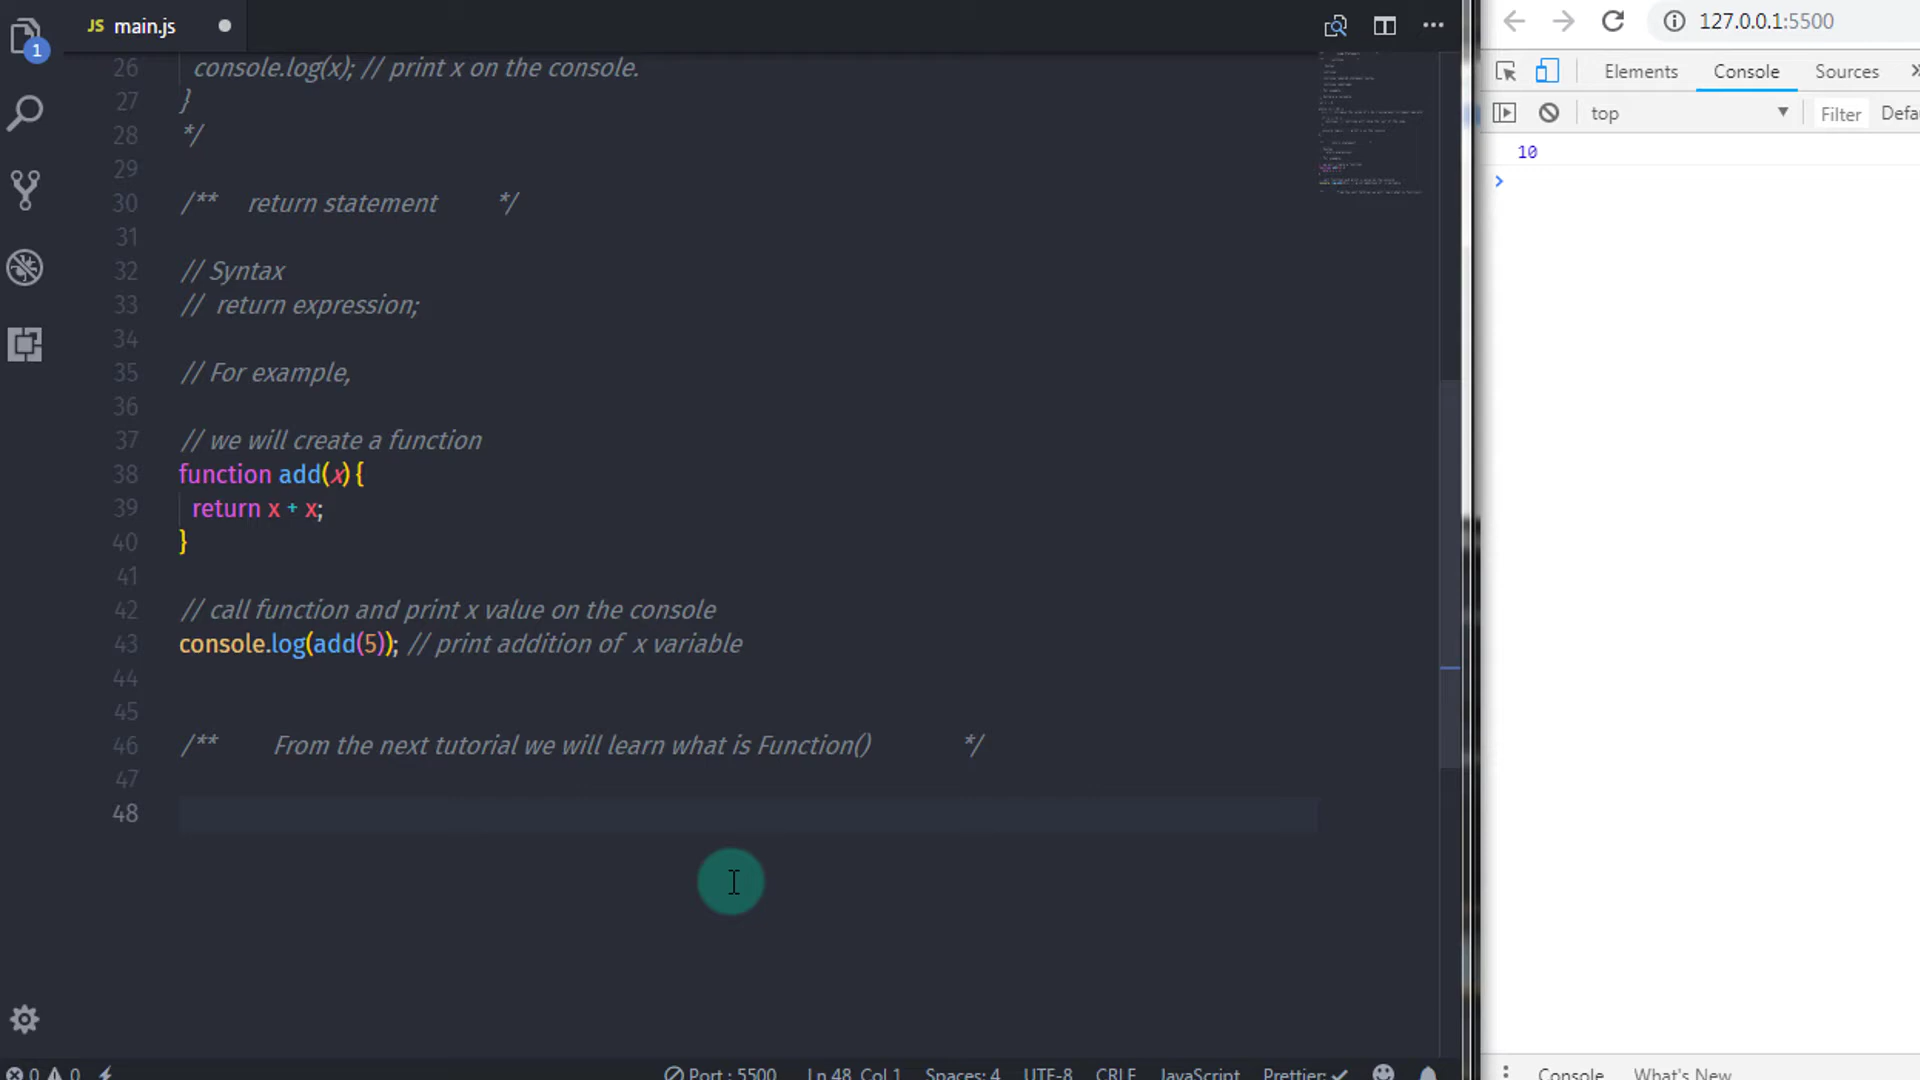 JS main.js
127.0.0.1:5500
1
Elements Console Sources »
top Filter Defa
10
>
26 console.log(x); // print x on the console.
27 }
28 */
29
30 /** return statement */
31
32 // Syntax
33 // return expression;
34
35 // For example,
36
37 // we will create a function
38 function add(x) {
39 return x + x;
40 }
41
42 // call function and print x value on the console
43 console.log(add(5)); // print addition of x variable
44
45
46 /** From the next tutorial we will learn what is Function() */
47
48
0 0 Port : 5500 Ln 48, Col 1 Spaces: 4 UTF-8 CRLF JavaScript Prettier: ✓
Console What's New